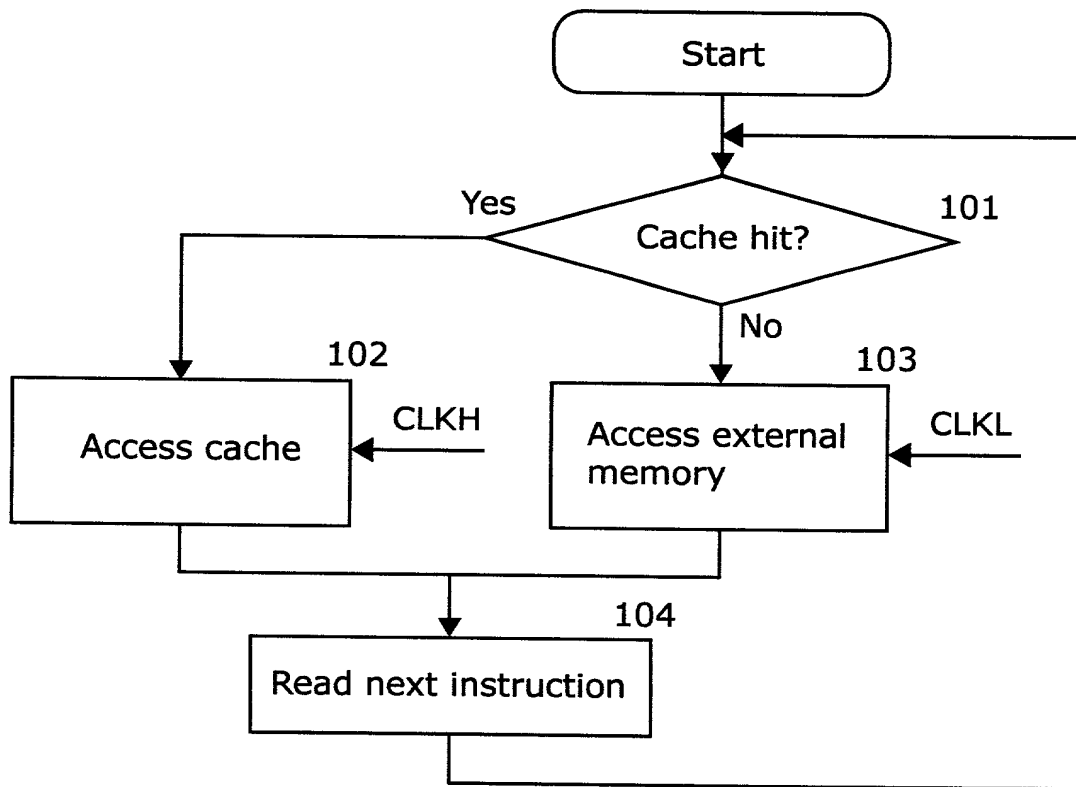 Start
Yes
101
Cache hit?
No
102
103
CLKH
CLKL
Access cache
Access external
memory
104
Read next instruction